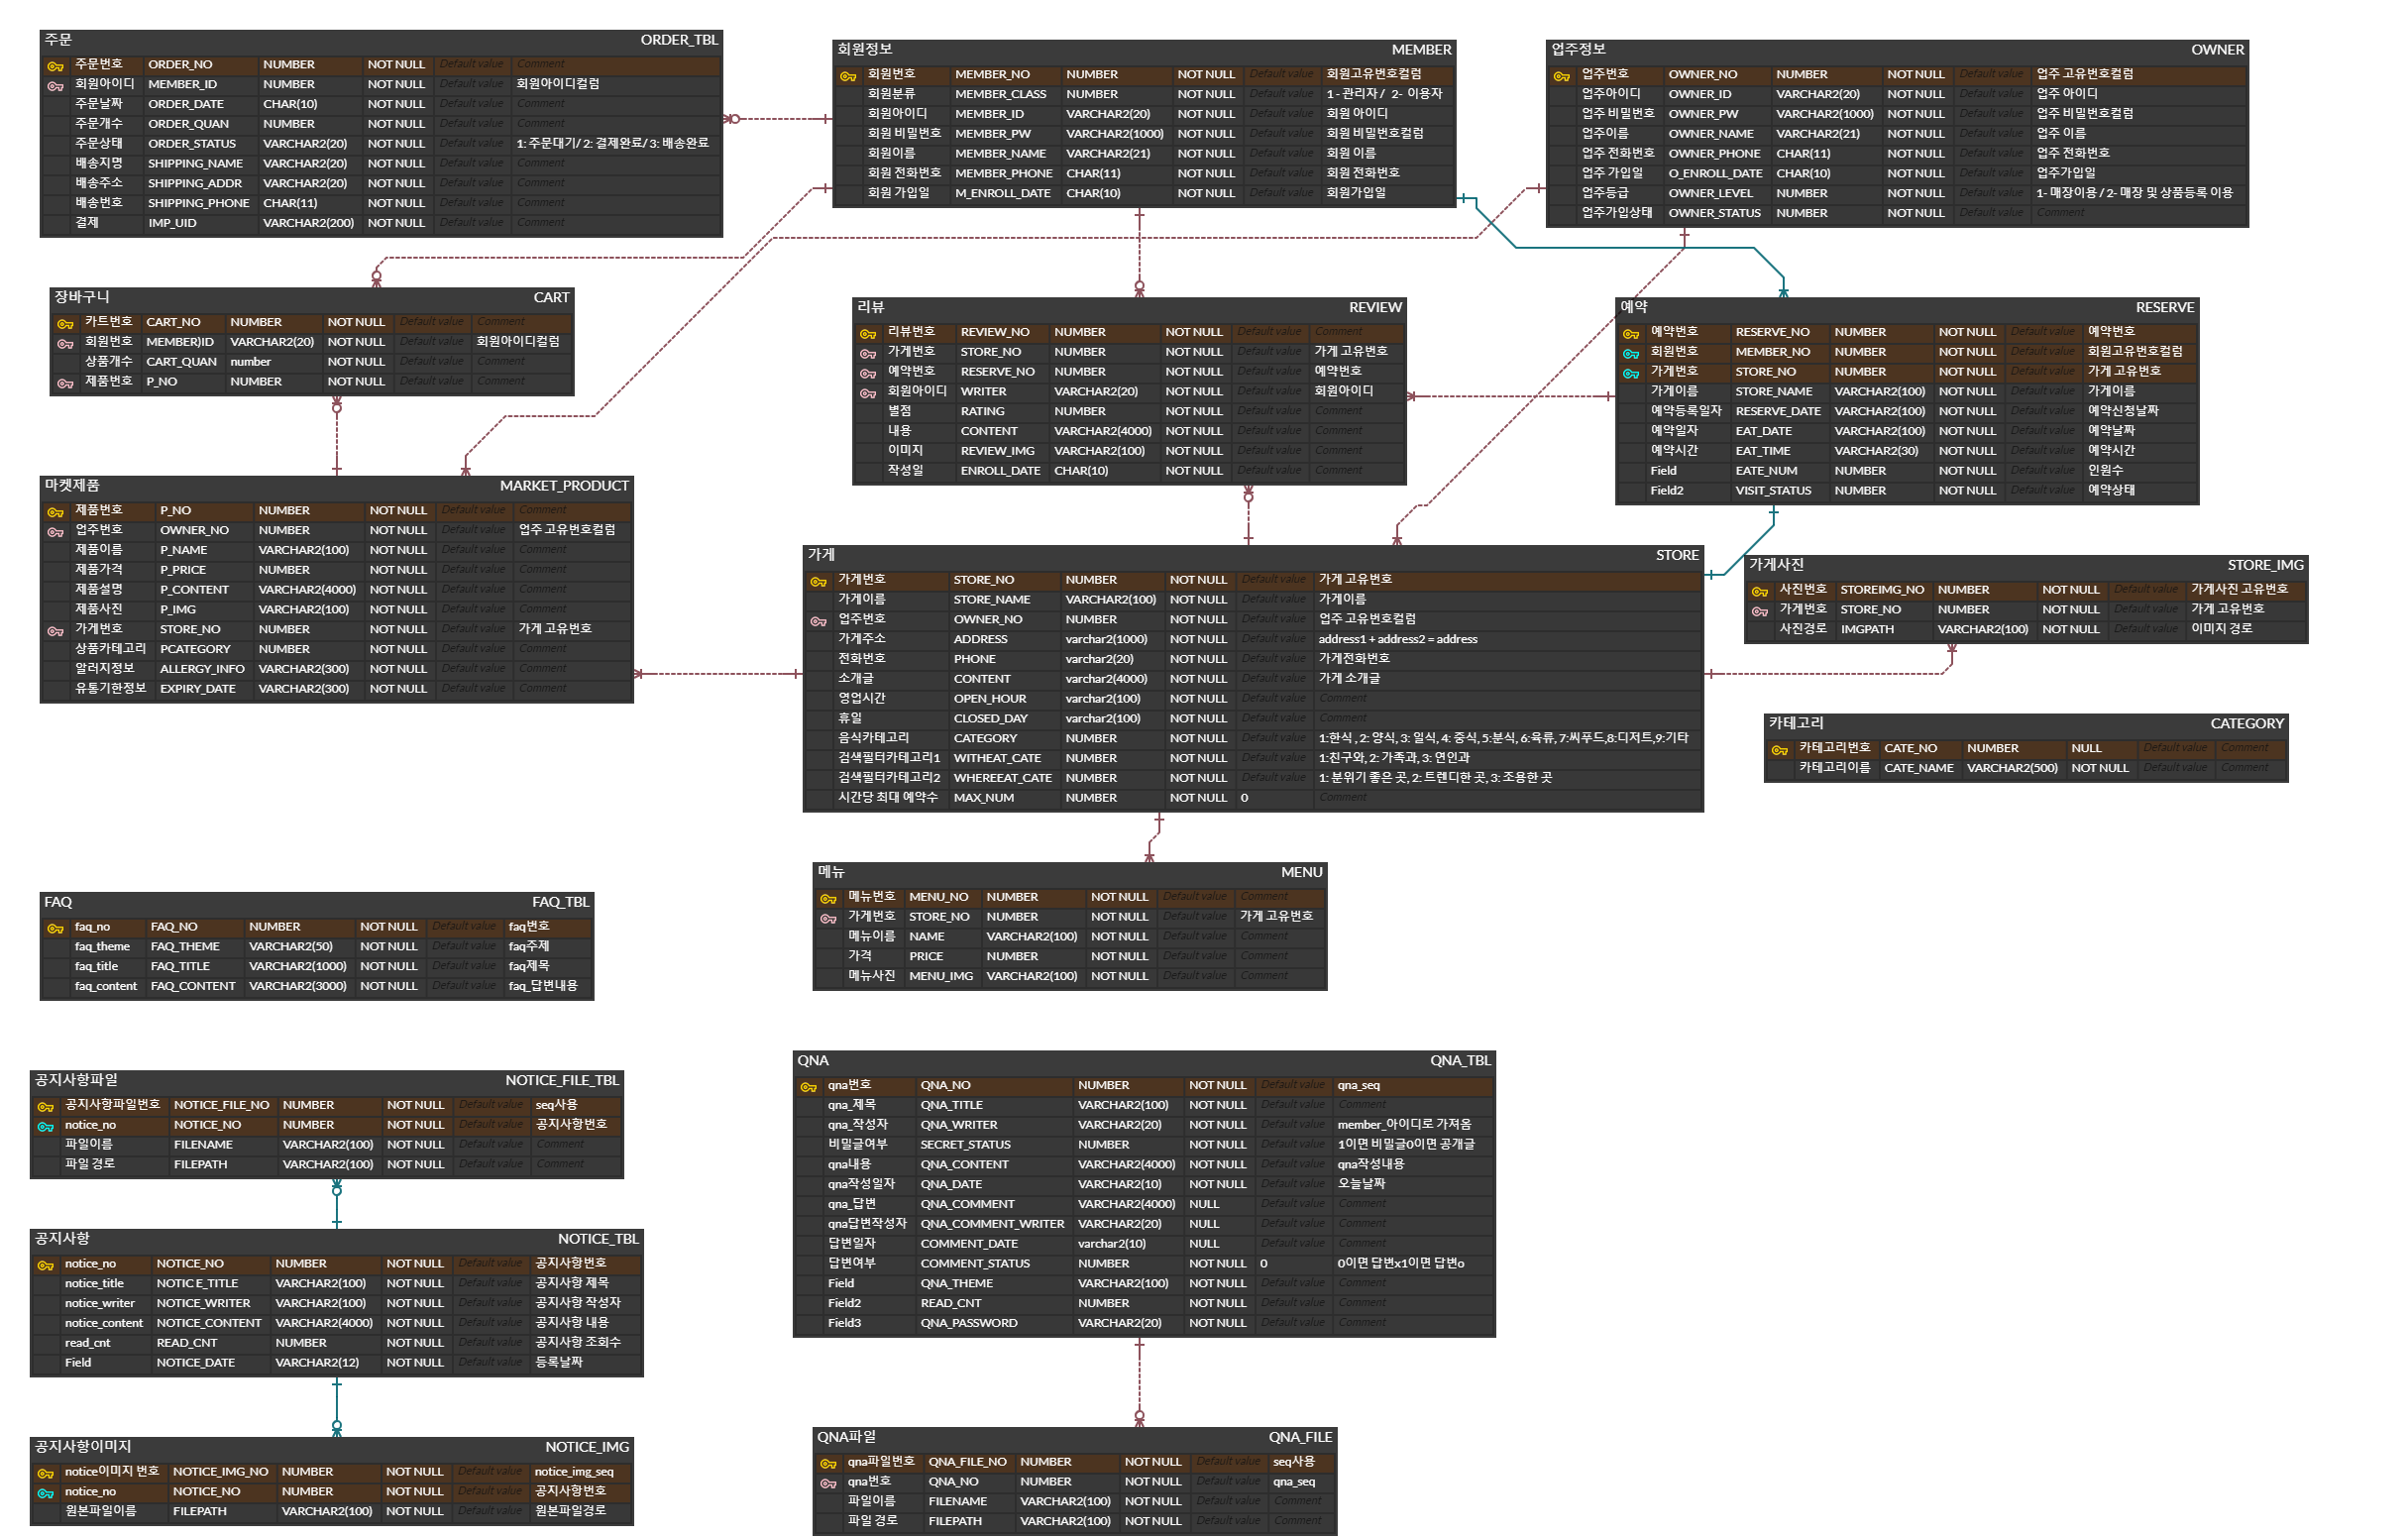 주문 ORDER_TBL
주문번호 ORDER_NO NUMBER NOT NULL Default value Comment
회원아이디 MEMBER_ID NUMBER NOT NULL Default value 회원아이디컬럼
주문날짜 ORDER_DATE CHAR(10) NOT NULL Default value Comment
주문개수 ORDER_QUAN NUMBER NOT NULL Default value Comment
주문상태 ORDER_STATUS VARCHAR2(20) NOT NULL Default value 1: 주문대기/ 2: 결제완료/ 3: 배송완료
배송지명 SHIPPING_NAME VARCHAR2(20) NOT NULL Default value Comment
배송주소 SHIPPING_ADDR VARCHAR2(20) NOT NULL Default value Comment
배송번호 SHIPPING_PHONE CHAR(11) NOT NULL Default value Comment
결제 IMP_UID VARCHAR2(200) NOT NULL Default value Comment
회원정보 MEMBER
회원번호 MEMBER_NO NUMBER NOT NULL Default value 회원고유번호컬럼
회원분류 MEMBER_CLASS NUMBER NOT NULL Default value 1 - 관리자 / 2- 이용자
회원아이디 MEMBER_ID VARCHAR2(20) NOT NULL Default value 회원 아이디
회원 비밀번호 MEMBER_PW VARCHAR2(1000) NOT NULL Default value 회원 비밀번호컬럼
회원이름 MEMBER_NAME VARCHAR2(21) NOT NULL Default value 회원 이름
회원 전화번호 MEMBER_PHONE CHAR(11) NOT NULL Default value 회원 전화번호
회원 가입일 M_ENROLL_DATE CHAR(10) NOT NULL Default value 회원가입일
업주정보 OWNER
업주번호 OWNER_NO NUMBER NOT NULL Default value 업주 고유번호컬럼
업주아이디 OWNER_ID VARCHAR2(20) NOT NULL Default value 업주 아이디
업주 비밀번호 OWNER_PW VARCHAR2(1000) NOT NULL Default value 업주 비밀번호컬럼
업주이름 OWNER_NAME VARCHAR2(21) NOT NULL Default value 업주 이름
업주 전화번호 OWNER_PHONE CHAR(11) NOT NULL Default value 업주 전화번호
업주 가입일 O_ENROLL_DATE CHAR(10) NOT NULL Default value 업주가입일
업주등급 OWNER_LEVEL NUMBER NOT NULL Default value 1- 매장이용 / 2- 매장 및 상품등록 이용
업주가입상태 OWNER_STATUS NUMBER NOT NULL Default value Comment
장바구니 CART
카트번호 CART_NO NUMBER NOT NULL Default value Comment
회원번호 MEMBER)ID VARCHAR2(20) NOT NULL Default value 회원아이디컬럼
상품개수 CART_QUAN number NOT NULL Default value Comment
제품번호 P_NO NUMBER NOT NULL Default value Comment
리뷰 REVIEW
리뷰번호 REVIEW_NO NUMBER NOT NULL Default value Comment
가게번호 STORE_NO NUMBER NOT NULL Default value 가게 고유번호
예약번호 RESERVE_NO NUMBER NOT NULL Default value 예약번호
회원아이디 WRITER VARCHAR2(20) NOT NULL Default value 회원아이디
별점 RATING NUMBER NOT NULL Default value Comment
내용 CONTENT VARCHAR2(4000) NOT NULL Default value Comment
이미지 REVIEW_IMG VARCHAR2(100) NOT NULL Default value Comment
작성일 ENROLL_DATE CHAR(10) NOT NULL Default value Comment
예약 RESERVE
예약번호 RESERVE_NO NUMBER NOT NULL Default value 예약번호
회원번호 MEMBER_NO NUMBER NOT NULL Default value 회원고유번호컬럼
가게번호 STORE_NO NUMBER NOT NULL Default value 가게 고유번호
가게이름 STORE_NAME VARCHAR2(100) NOT NULL Default value 가게이름
예약등록일자 RESERVE_DATE VARCHAR2(100) NOT NULL Default value 예약신청날짜
예약일자 EAT_DATE VARCHAR2(100) NOT NULL Default value 예약날짜
예약시간 EAT_TIME VARCHAR2(30) NOT NULL Default value 예약시간
Field EATE_NUM NUMBER NOT NULL Default value 인원수
Field2 VISIT_STATUS NUMBER NOT NULL Default value 예약상태
마켓제품 MARKET_PRODUCT
제품번호 P_NO NUMBER NOT NULL Default value Comment
업주번호 OWNER_NO NUMBER NOT NULL Default value 업주 고유번호컬럼
제품이름 P_NAME VARCHAR2(100) NOT NULL Default value Comment
제품가격 P_PRICE NUMBER NOT NULL Default value Comment
제품설명 P_CONTENT VARCHAR2(4000) NOT NULL Default value Comment
제품사진 P_IMG VARCHAR2(100) NOT NULL Default value Comment
가게번호 STORE_NO NUMBER NOT NULL Default value 가게 고유번호
상품카테고리 PCATEGORY NUMBER NOT NULL Default value Comment
알러지정보 ALLERGY_INFO VARCHAR2(300) NOT NULL Default value Comment
유통기한정보 EXPIRY_DATE VARCHAR2(300) NOT NULL Default value Comment
가게 STORE
가게번호 STORE_NO NUMBER NOT NULL Default value 가게 고유번호
가게이름 STORE_NAME VARCHAR2(100) NOT NULL Default value 가게이름
업주번호 OWNER_NO NUMBER NOT NULL Default value 업주 고유번호컬럼
가게주소 ADDRESS varchar2(1000) NOT NULL Default value address1 + address2 = address
전화번호 PHONE varchar2(20) NOT NULL Default value 가게전화번호
소개글 CONTENT varchar2(4000) NOT NULL Default value 가게 소개글
영업시간 OPEN_HOUR varchar2(100) NOT NULL Default value Comment
휴일 CLOSED_DAY varchar2(100) NOT NULL Default value Comment
음식카테고리 CATEGORY NUMBER NOT NULL Default value 1:한식 , 2: 양식, 3: 일식, 4: 중식, 5:분식, 6:육류, 7:씨푸드,8:디저트,9:기타
검색필터카테고리1 WITHEAT_CATE NUMBER NOT NULL Default value 1:친구와, 2: 가족과, 3: 연인과
검색필터카테고리2 WHEREEAT_CATE NUMBER NOT NULL Default value 1: 분위기 좋은 곳, 2: 트렌디한 곳, 3: 조용한 곳
시간당 최대 예약수 MAX_NUM NUMBER NOT NULL 0 Comment
가게사진 STORE_IMG
사진번호 STOREIMG_NO NUMBER NOT NULL Default value 가게사진 고유번호
가게번호 STORE_NO NUMBER NOT NULL Default value 가게 고유번호
사진경로 IMGPATH VARCHAR2(100) NOT NULL Default value 이미지 경로
카테고리 CATEGORY
카테고리번호 CATE_NO NUMBER NULL Default value Comment
카테고리이름 CATE_NAME VARCHAR2(500) NOT NULL Default value Comment
메뉴 MENU
메뉴번호 MENU_NO NUMBER NOT NULL Default value Comment
가게번호 STORE_NO NUMBER NOT NULL Default value 가게 고유번호
메뉴이름 NAME VARCHAR2(100) NOT NULL Default value Comment
가격 PRICE NUMBER NOT NULL Default value Comment
메뉴사진 MENU_IMG VARCHAR2(100) NOT NULL Default value Comment
FAQ FAQ_TBL
faq_no FAQ_NO NUMBER NOT NULL Default value faq번호
faq_theme FAQ_THEME VARCHAR2(50) NOT NULL Default value faq주제
faq_title FAQ_TITLE VARCHAR2(1000) NOT NULL Default value faq제목
faq_content FAQ_CONTENT VARCHAR2(3000) NOT NULL Default value faq_답변내용
공지사항파일 NOTICE_FILE_TBL
공지사항파일번호 NOTICE_FILE_NO NUMBER NOT NULL Default value seq사용
notice_no NOTICE_NO NUMBER NOT NULL Default value 공지사항번호
파일이름 FILENAME VARCHAR2(100) NOT NULL Default value Comment
파일 경로 FILEPATH VARCHAR2(100) NOT NULL Default value Comment
공지사항 NOTICE_TBL
notice_no NOTICE_NO NUMBER NOT NULL Default value 공지사항번호
notice_title NOTIC E_TITLE VARCHAR2(100) NOT NULL Default value 공지사항 제목
notice_writer NOTICE_WRITER VARCHAR2(100) NOT NULL Default value 공지사항 작성자
notice_content NOTICE_CONTENT VARCHAR2(4000) NOT NULL Default value 공지사항 내용
read_cnt READ_CNT NUMBER NOT NULL Default value 공지사항 조회수
Field NOTICE_DATE VARCHAR2(12) NOT NULL Default value 등록날짜
공지사항이미지 NOTICE_IMG
notice이미지 번호 NOTICE_IMG_NO NUMBER NOT NULL Default value notice_img_seq
notice_no NOTICE_NO NUMBER NOT NULL Default value 공지사항번호
원본파일이름 FILEPATH VARCHAR2(100) NOT NULL Default value 원본파일경로
QNA QNA_TBL
qna번호 QNA_NO NUMBER NOT NULL Default value qna_seq
qna_제목 QNA_TITLE VARCHAR2(100) NOT NULL Default value Comment
qna_작성자 QNA_WRITER VARCHAR2(20) NOT NULL Default value member_아이디로 가져옴
비밀글여부 SECRET_STATUS NUMBER NOT NULL Default value 1이면 비밀글0이면 공개글
qna내용 QNA_CONTENT VARCHAR2(4000) NOT NULL Default value qna작성내용
qna작성일자 QNA_DATE VARCHAR2(10) NOT NULL Default value 오늘날짜
qna_답변 QNA_COMMENT VARCHAR2(4000) NULL Default value Comment
qna답변작성자 QNA_COMMENT_WRITER VARCHAR2(20) NULL Default value Comment
답변일자 COMMENT_DATE varchar2(10) NULL Default value Comment
답변여부 COMMENT_STATUS NUMBER NOT NULL 0 0이면 답변x1이면 답변o
Field QNA_THEME VARCHAR2(100) NOT NULL Default value Comment
Field2 READ_CNT NUMBER NOT NULL Default value Comment
Field3 QNA_PASSWORD VARCHAR2(20) NOT NULL Default value Comment
QNA파일 QNA_FILE
qna파일번호 QNA_FILE_NO NUMBER NOT NULL Default value seq사용
qna번호 QNA_NO NUMBER NOT NULL Default value qna_seq
파일이름 FILENAME VARCHAR2(100) NOT NULL Default value Comment
파일 경로 FILEPATH VARCHAR2(100) NOT NULL Default value Comment